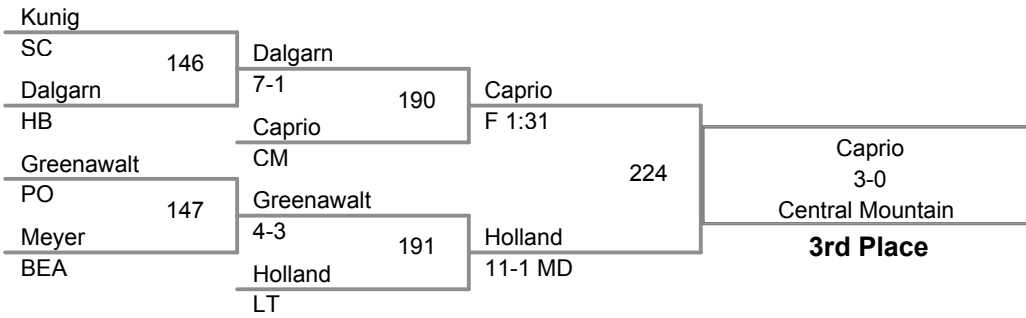 Kunig
SC
146
Dalgarn
HB
Greenawalt
PO
147
Meyer
BEA
Dalgarn
7-1
190
Caprio
CM
Greenawalt
4-3
191
Holland
LT
Caprio
F 1:31
224
Holland
11-1 MD
Caprio
3-0
Central Mountain
3rd Place